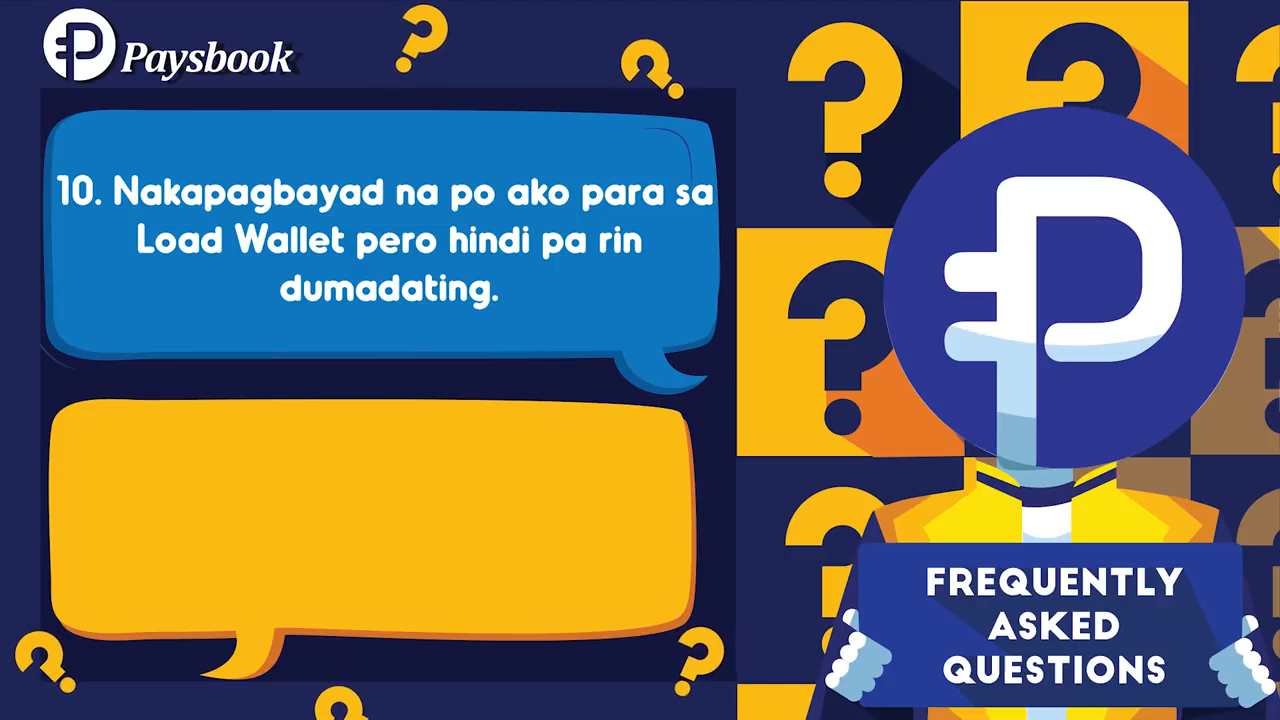 Paysbook
10. Nakapagbayad na po ako para sa
Load Wallet pero hindi pa rin
dumadating.
FREQUENTLY
ASKED
QUESTIONS